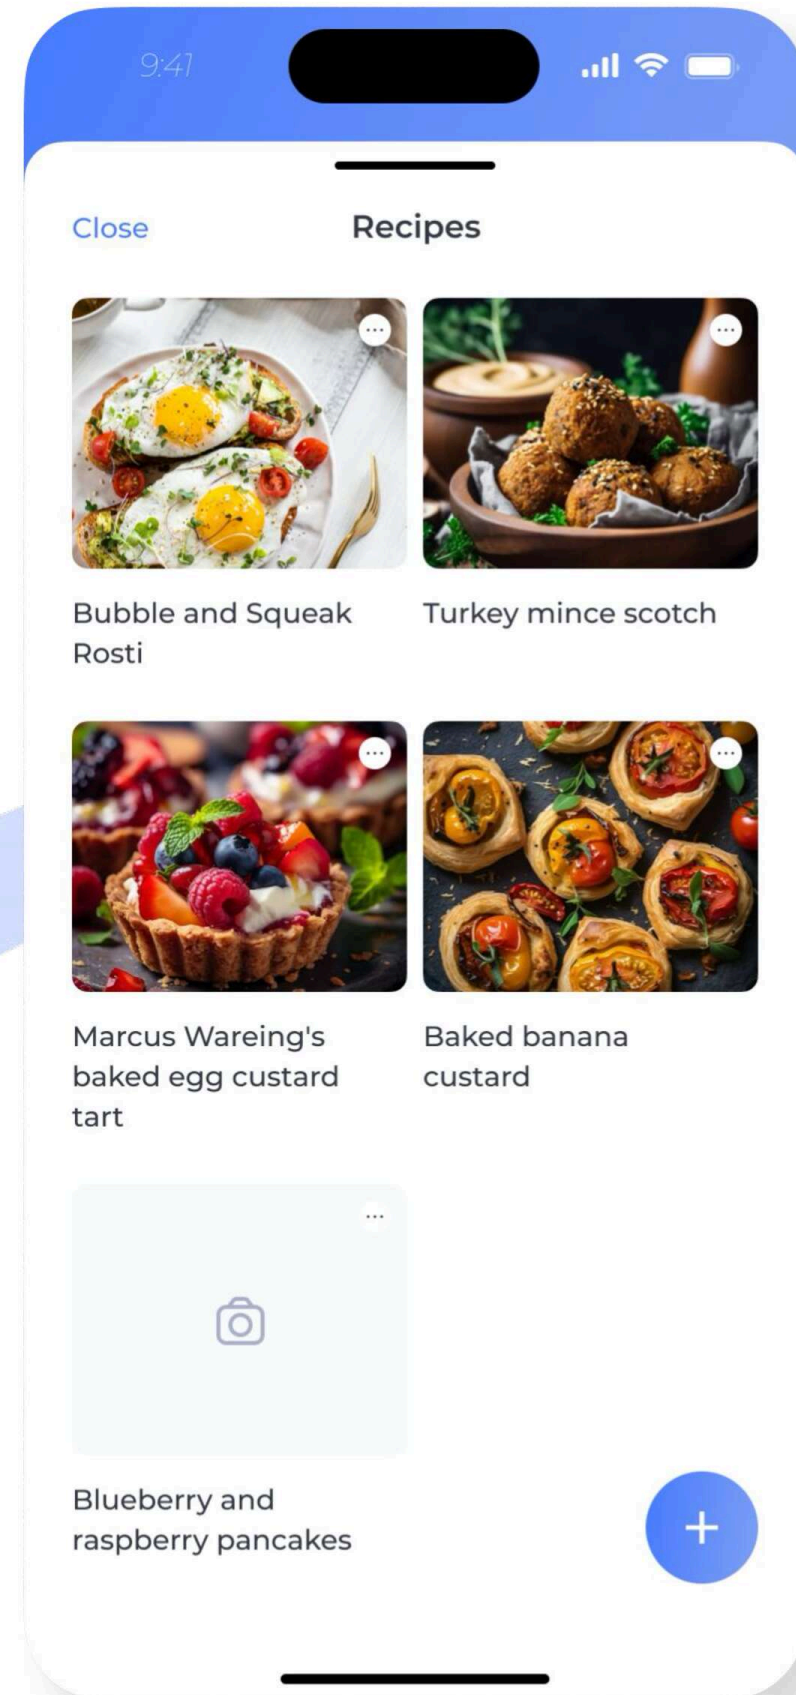 9:41
Close
Recipes
Bubble and Squeak
Rosti
Turkey mince scotch
Marcus Wareing's
baked egg custard
tart
Baked banana
custard
Blueberry and
raspberry pancakes